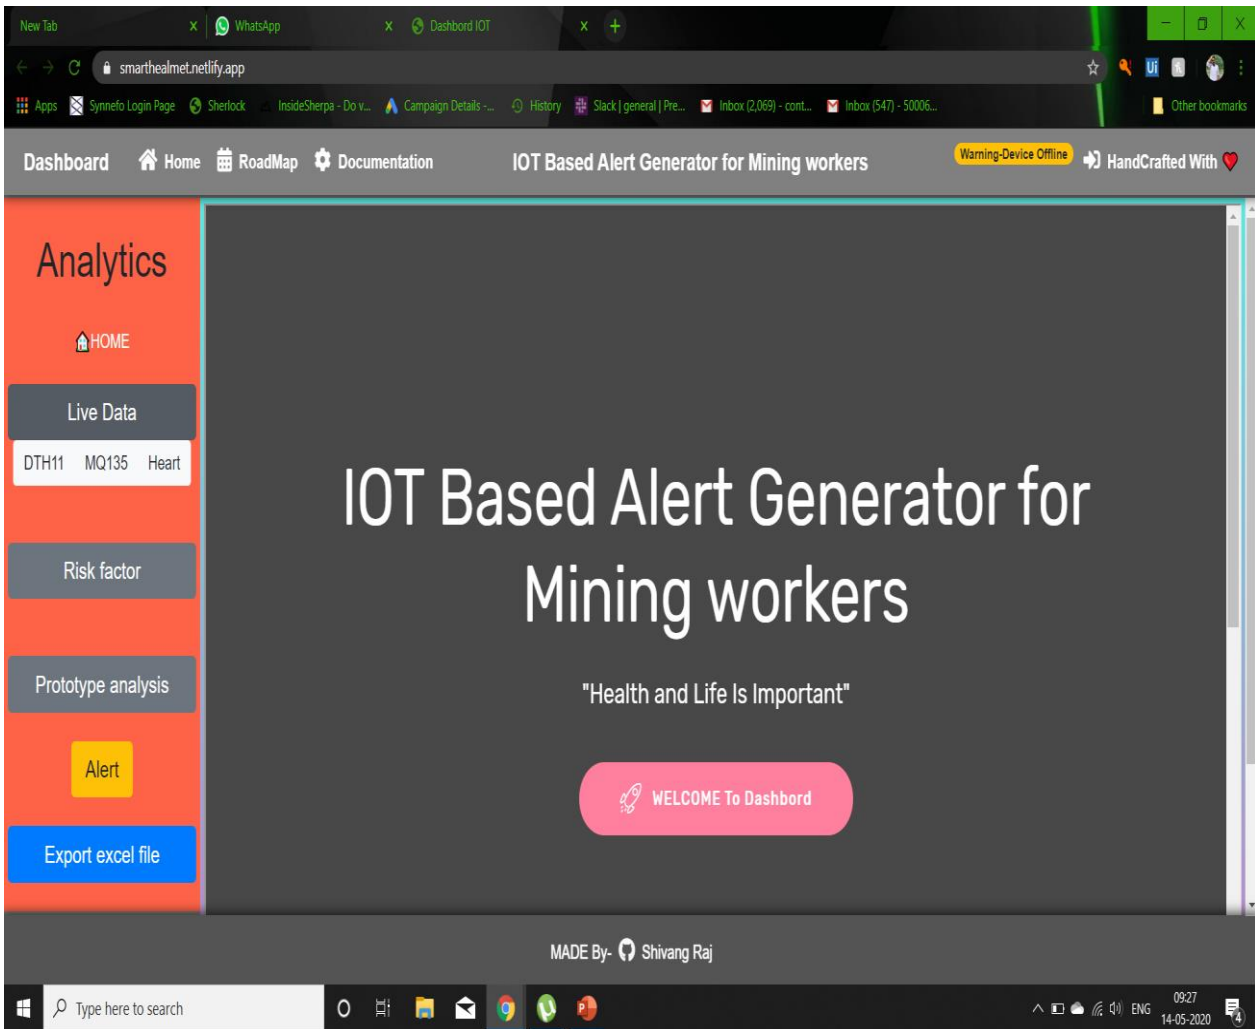 New Tab x WhatsApp x Dashbord IOT x +
smarthealmet.netlify.app Ui
Apps Synnefo Login Page Sherlock InsideSherpa - Do v... Campaign Details -... History Slack | general | Pre... Inbox (2,069) - cont... Inbox (547) - 50006... Other bookmarks
Dashboard Home RoadMap Documentation IOT Based Alert Generator for Mining workers Warning-Device Offline HandCrafted With
Analytics
HOME
Live Data
DTH11 MQ135 Heart
Risk factor
Prototype analysis
Alert
Export excel file
IOT Based Alert Generator for
Mining workers
"Health and Life Is Important"
WELCOME To Dashbord
MADE By- Shivang Raj
Type here to search ENG 09:27
14-05-2020 4